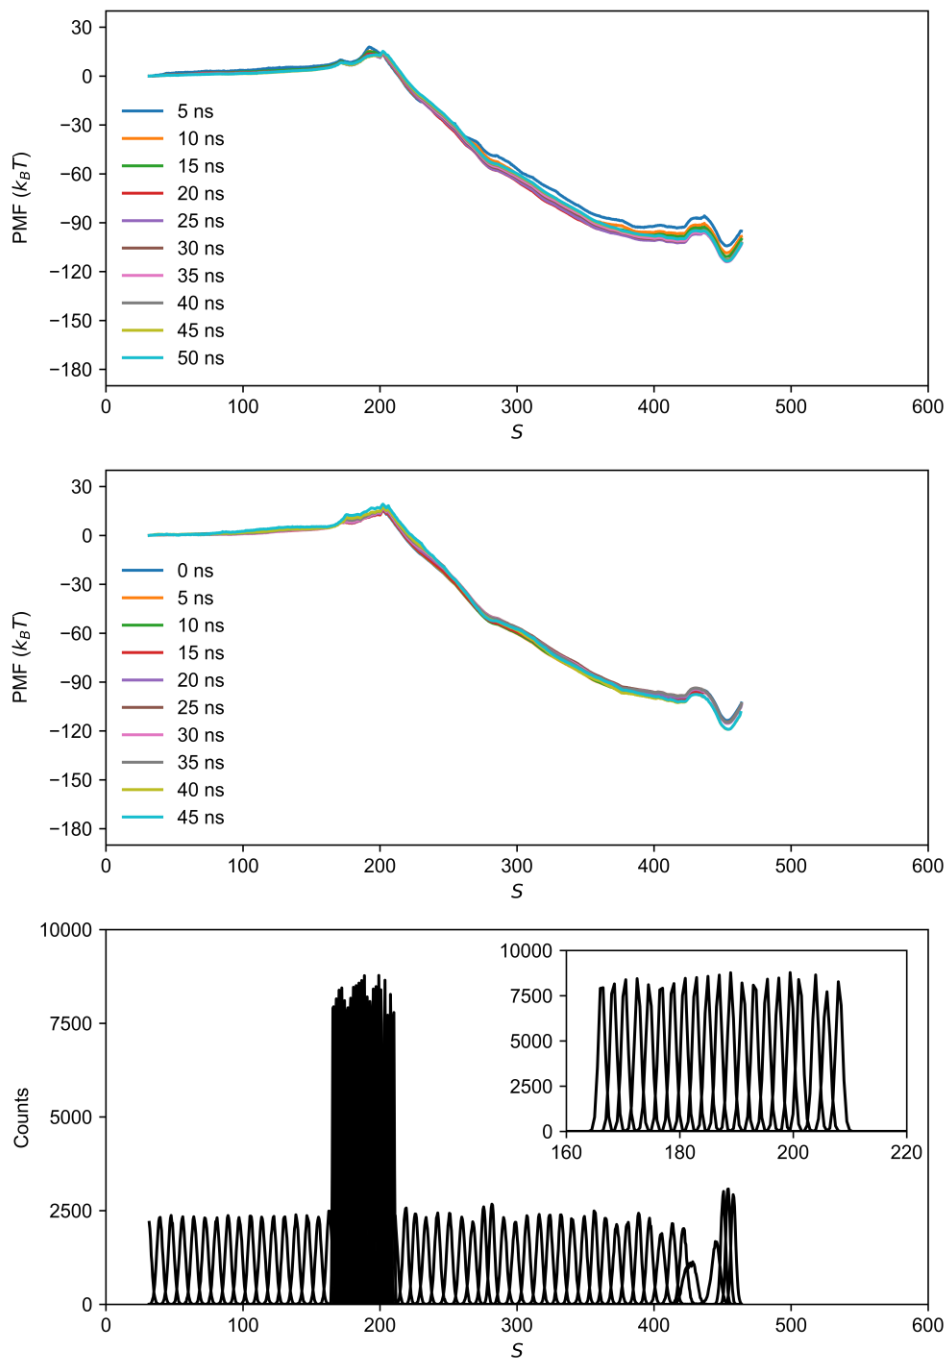 30
0
−30
−60
−90
−120
−150
−180
PMF (k_BT)
5 ns
10 ns
15 ns
20 ns
25 ns
30 ns
35 ns
40 ns
45 ns
50 ns
0 100 200 300 400 500 600
S
30
0
−30
−60
−90
−120
−150
−180
PMF (k_BT)
0 ns
5 ns
10 ns
15 ns
20 ns
25 ns
30 ns
35 ns
40 ns
45 ns
0 100 200 300 400 500 600
S
10000
7500
5000
2500
0
Counts
10000
7500
5000
2500
0
160 180 200 220
0 100 200 300 400 500 600
S